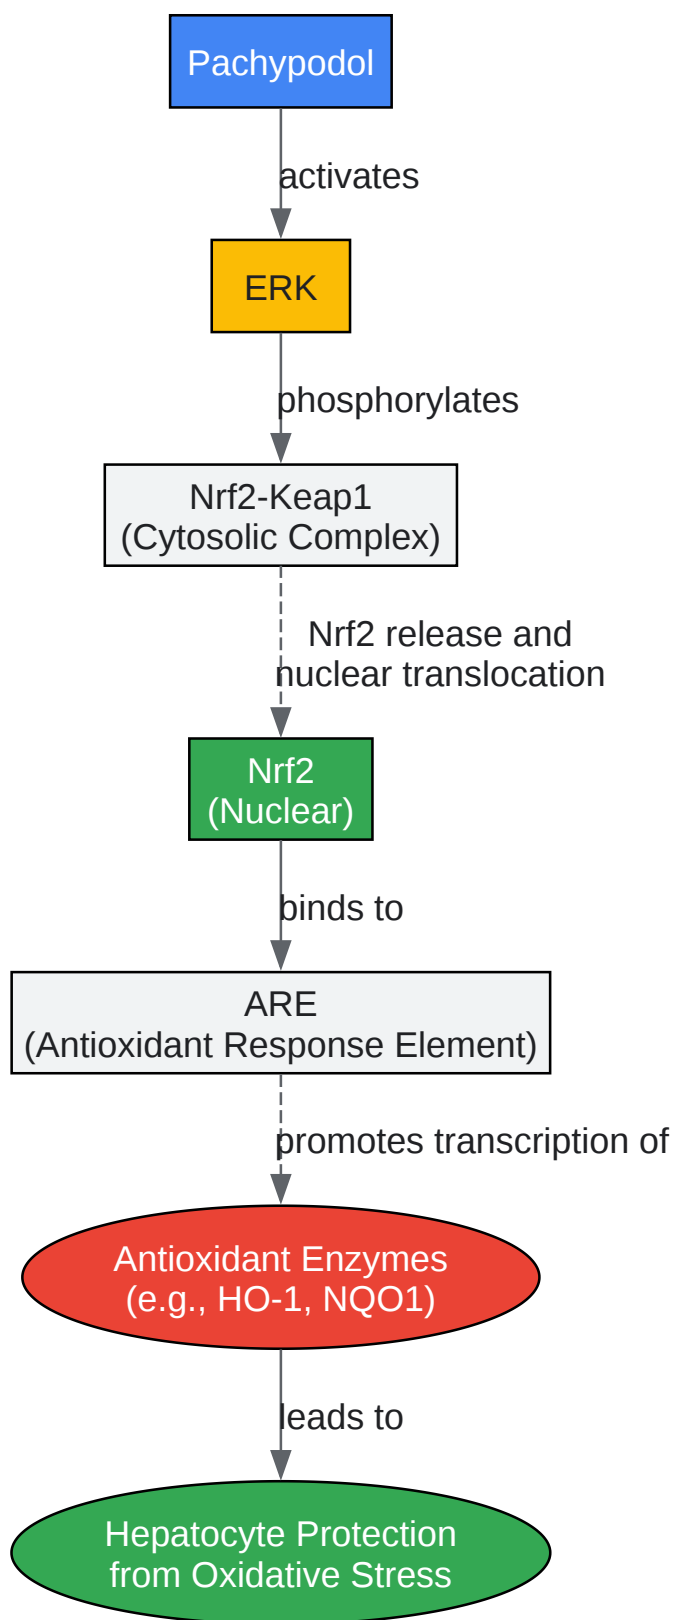 Pachypodol
activates
ERK
phosphorylates
Nrf2-Keap1
(Cytosolic Complex)
Nrf2 release and
nuclear translocation
Nrf2
(Nuclear)
binds to
ARE
(Antioxidant Response Element)
promotes transcription of
Antioxidant Enzymes
(e.g., HO-1, NQO1)
leads to
Hepatocyte Protection
from Oxidative Stress